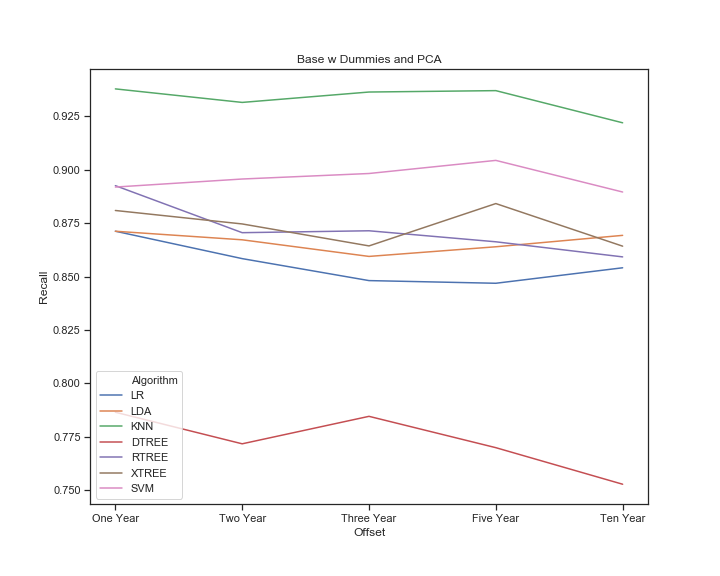 Base w Dummies and PCA
Recall
0.925
0.900
0.875
0.850
0.825
0.800
0.775
0.750
Algorithm
LR
LDA
KNN
DTREE
RTREE
XTREE
SVM
One Year Two Year Three Year Five Year Ten Year
Offset